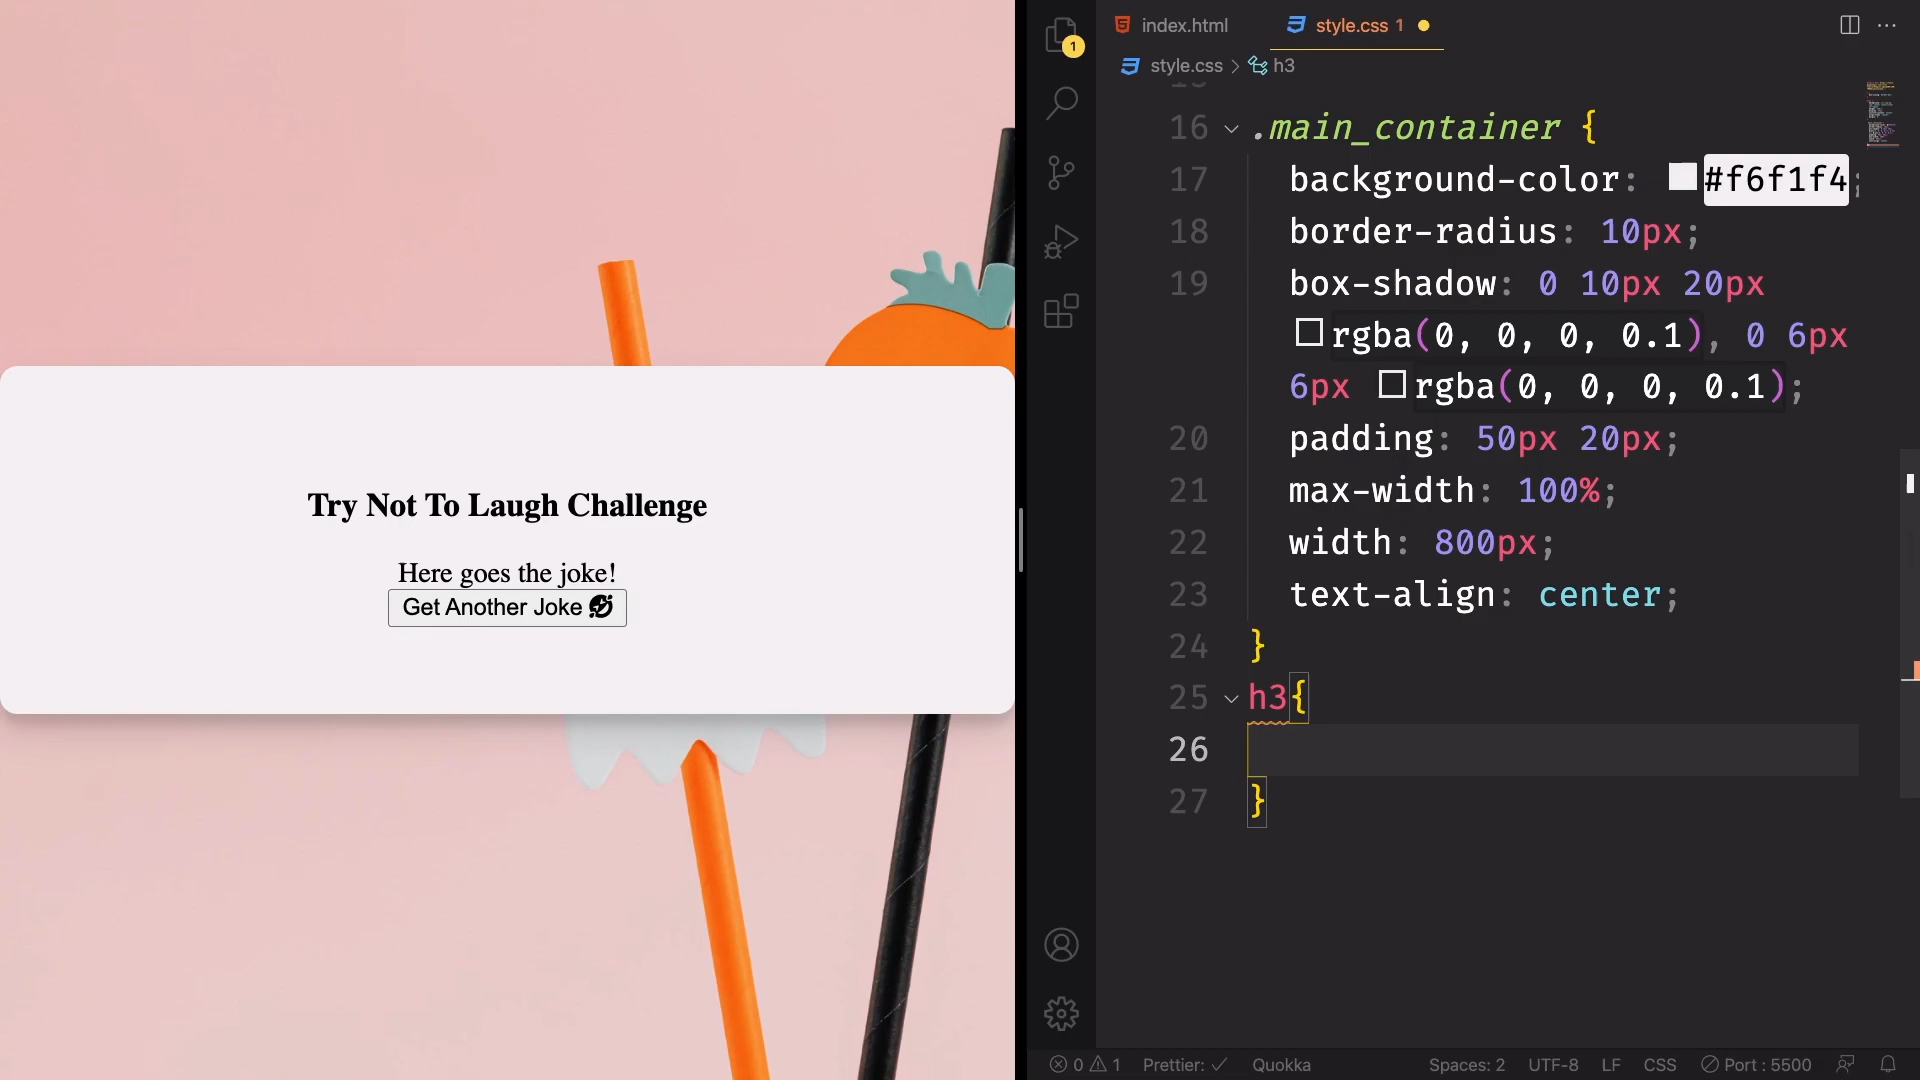 Try Not To Laugh Challenge
Here goes the joke!
Get Another Joke 🤣
1
index.html
style.css 1
style.css > h3
16 .main_container {
17 background-color: #f6f1f4;
18 border-radius: 10px;
19 box-shadow: 0 10px 20px
rgba(0, 0, 0, 0.1), 0 6px
6px rgba(0, 0, 0, 0.1);
20 padding: 50px 20px;
21 max-width: 100%;
22 width: 800px;
23 text-align: center;
24 }
25 h3{
26
27 }
0 1 Prettier: ✓ Quokka Spaces: 2 UTF-8 LF CSS Port : 5500